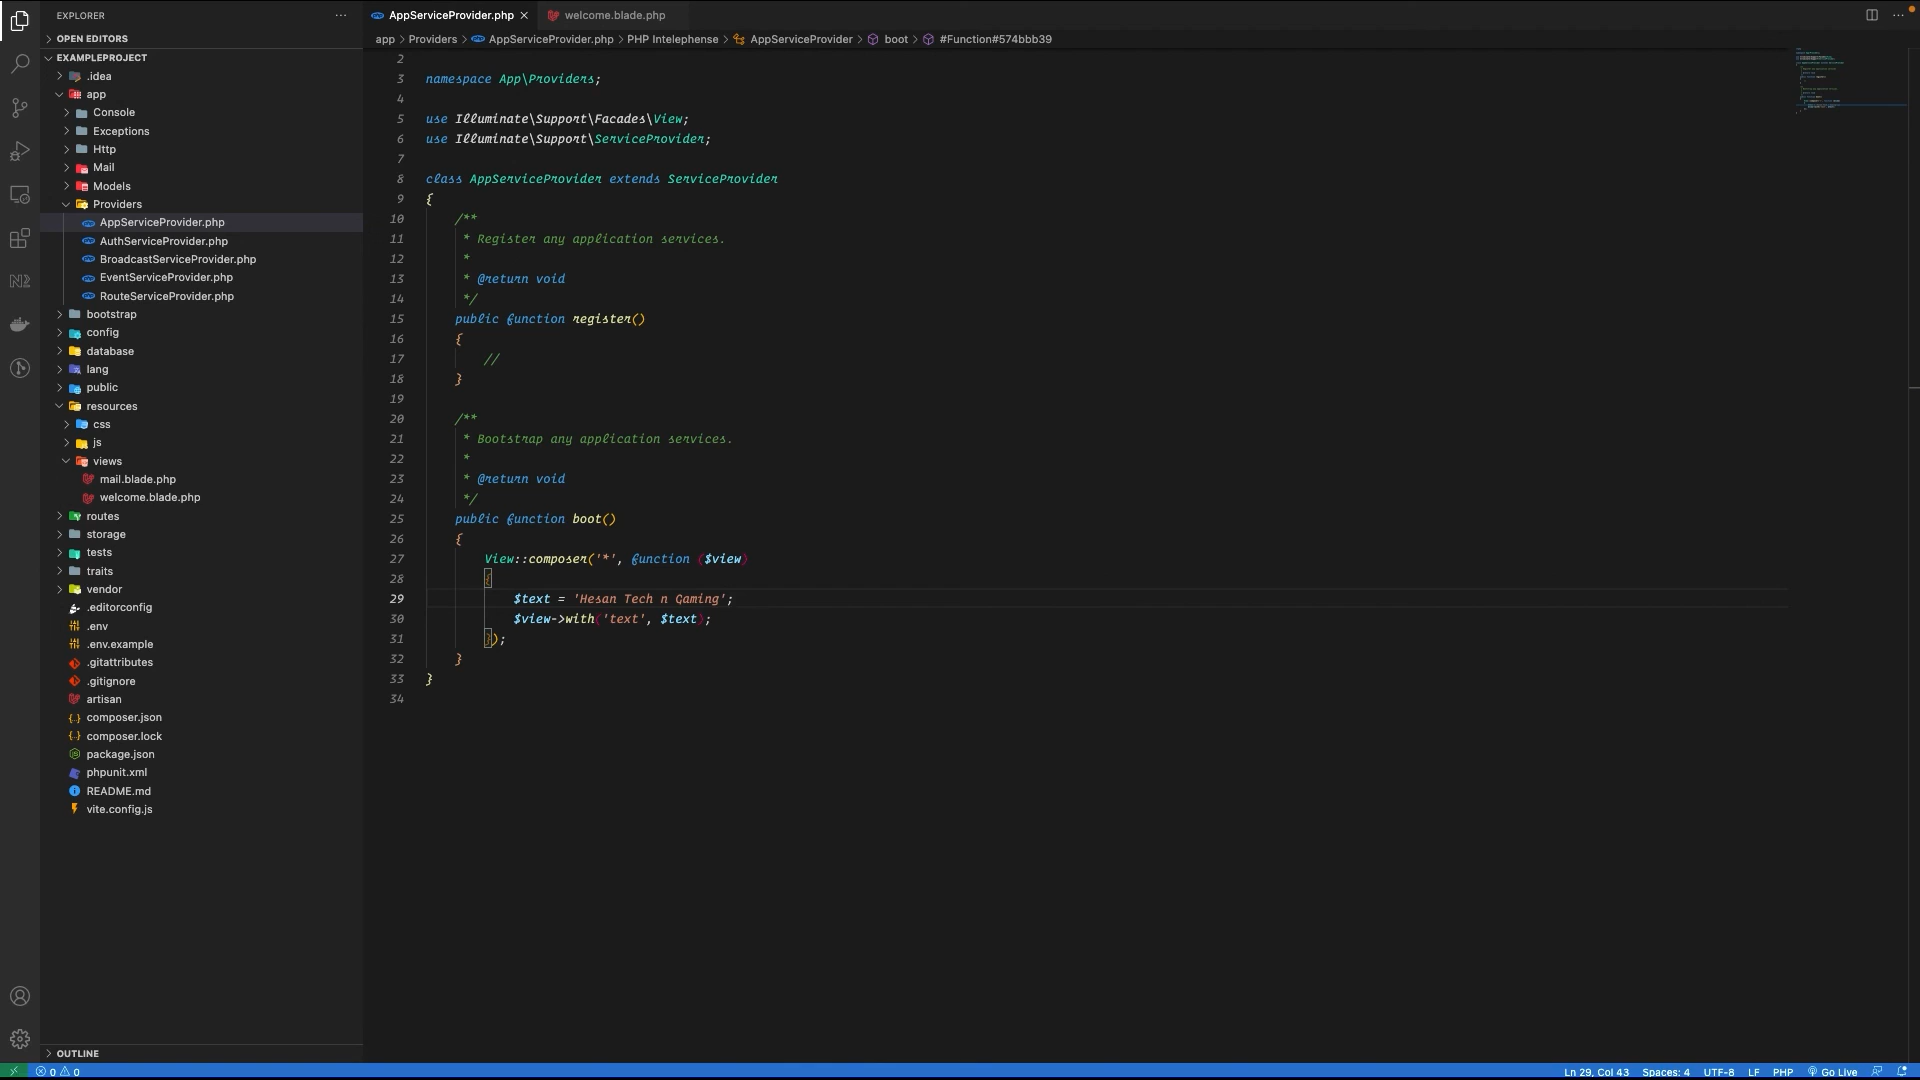 EXPLORER
OPEN EDITORS
EXAMPLEPROJECT
.idea
app
Console
Exceptions
Http
Mail
Models
Providers
AppServiceProvider.php
AuthServiceProvider.php
BroadcastServiceProvider.php
EventServiceProvider.php
RouteServiceProvider.php
bootstrap
config
database
lang
public
resources
css
js
views
mail.blade.php
welcome.blade.php
routes
storage
tests
traits
vendor
.editorconfig
.env
.env.example
.gitattributes
.gitignore
artisan
composer.json
composer.lock
package.json
phpunit.xml
README.md
vite.config.js
OUTLINE
AppServiceProvider.php
welcome.blade.php
app > Providers > AppServiceProvider.php > PHP Intelephense > AppServiceProvider > boot > #Function#574bbb39
2
3 namespace App\Providers;
4
5 use Illuminate\Support\Facades\View;
6 use Illuminate\Support\ServiceProvider;
7
8 class AppServiceProvider extends ServiceProvider
9 {
10 /**
11 * Register any application services.
12 *
13 * @return void
14 */
15 public function register()
16 {
17 //
18 }
19
20 /**
21 * Bootstrap any application services.
22 *
23 * @return void
24 */
25 public function boot()
26 {
27 View::composer('*', function ($view)
28 {
29 $text = 'Hesan Tech n Gaming';
30 $view->with('text', $text);
31 });
32 }
33 }
34
0 0
Ln 29, Col 43 Spaces: 4 UTF-8 LF PHP Go Live